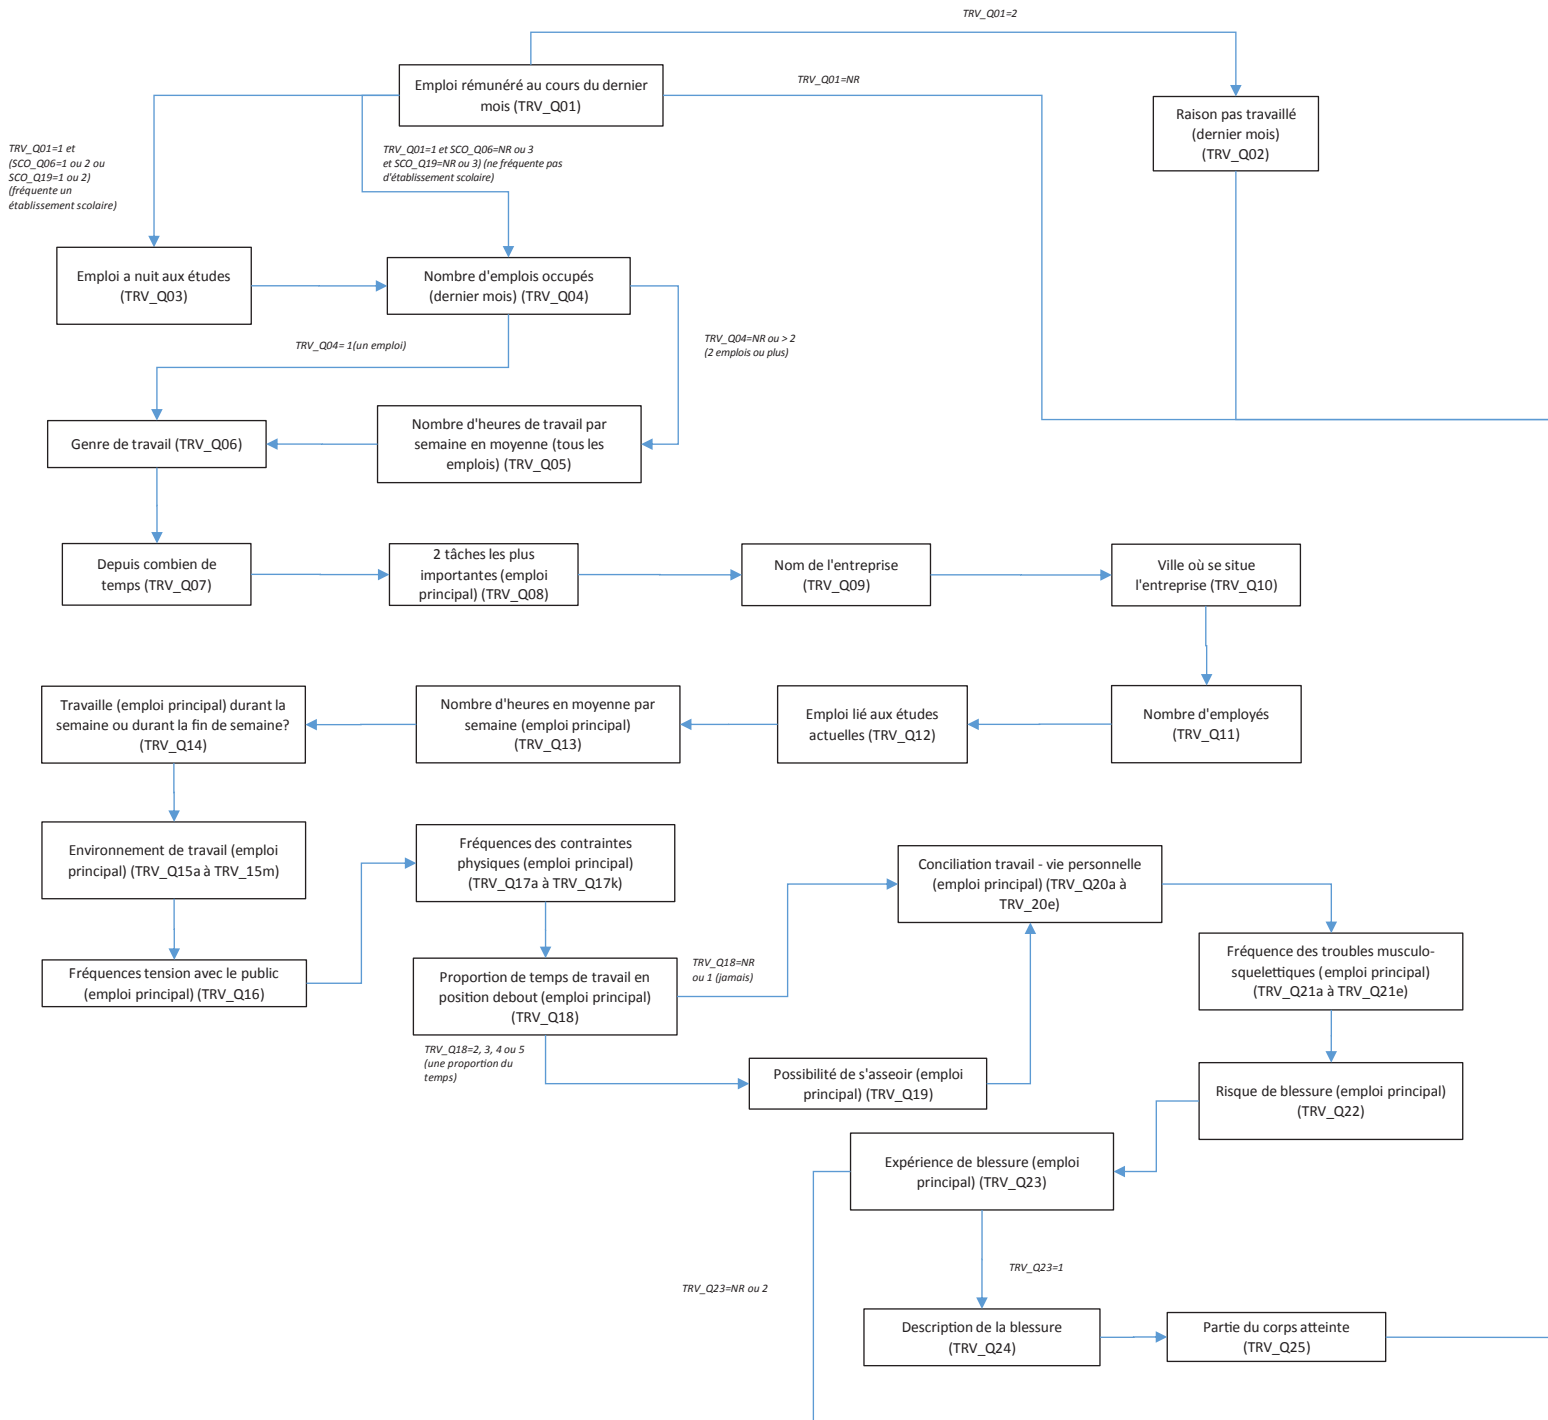 TRV_Q01=2
Emploi rémunéré au cours du dernier
mois (TRV_Q01)
TRV_Q01=NR
Raison pas travaillé
(dernier mois)
(TRV_Q02)
TRV_Q01=1 et
(SCO_Q06=1 ou 2 ou
SCO_Q19=1 ou 2)
(fréquente un
établissement scolaire)
TRV_Q01=1 et SCO_Q06=NR ou 3
et SCO_Q19=NR ou 3) (ne fréquente pas
d'établissement scolaire)
Emploi a nuit aux études
(TRV_Q03)
Nombre d'emplois occupés
(dernier mois) (TRV_Q04)
TRV_Q04= 1(un emploi)
TRV_Q04=NR ou > 2
(2 emplois ou plus)
Genre de travail (TRV_Q06)
Nombre d'heures de travail par
semaine en moyenne (tous les
emplois) (TRV_Q05)
Depuis combien de
temps (TRV_Q07)
2 tâches les plus
importantes (emploi
principal) (TRV_Q08)
Nom de l'entreprise
(TRV_Q09)
Ville où se situe
l'entreprise (TRV_Q10)
Travaille (emploi principal) durant la
semaine ou durant la fin de semaine?
(TRV_Q14)
Nombre d'heures en moyenne par
semaine (emploi principal)
(TRV_Q13)
Emploi lié aux études
actuelles (TRV_Q12)
Nombre d'employés
(TRV_Q11)
Environnement de travail (emploi
principal) (TRV_Q15a à TRV_15m)
Fréquences des contraintes
physiques (emploi principal)
(TRV_Q17a à TRV_Q17k)
Conciliation travail - vie personnelle
(emploi principal) (TRV_Q20a à
TRV_20e)
Fréquences tension avec le public
(emploi principal) (TRV_Q16)
Proportion de temps de travail en
position debout (emploi principal)
(TRV_Q18)
TRV_Q18=NR
ou 1 (jamais)
Fréquence des troubles musculo-
squelettiques (emploi principal)
(TRV_Q21a à TRV_Q21e)
TRV_Q18=2, 3, 4 ou 5
(une proportion du
temps)
Possibilité de s'asseoir (emploi
principal) (TRV_Q19)
Risque de blessure (emploi principal)
(TRV_Q22)
Expérience de blessure (emploi
principal) (TRV_Q23)
TRV_Q23=NR ou 2
TRV_Q23=1
Description de la blessure
(TRV_Q24)
Partie du corps atteinte
(TRV_Q25)